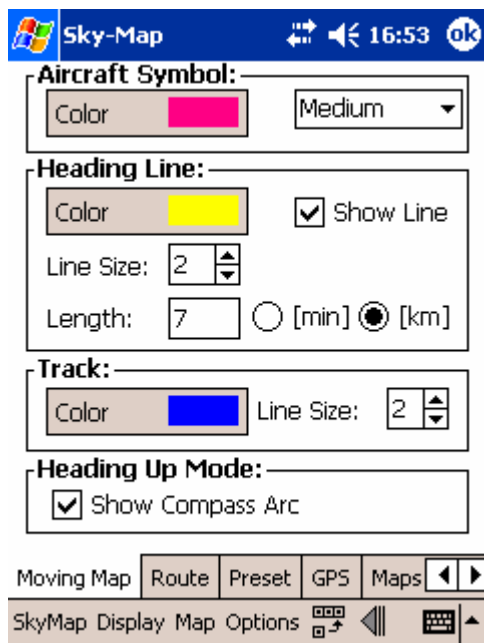 Sky-Map 16:53 ok
Aircraft Symbol:
Color Medium
Heading Line:
Color Show Line
Line Size: 2
Length: 7 [min] [km]
Track:
Color Line Size: 2
Heading Up Mode:
Show Compass Arc
Moving Map Route Preset GPS Maps
SkyMap Display Map Options